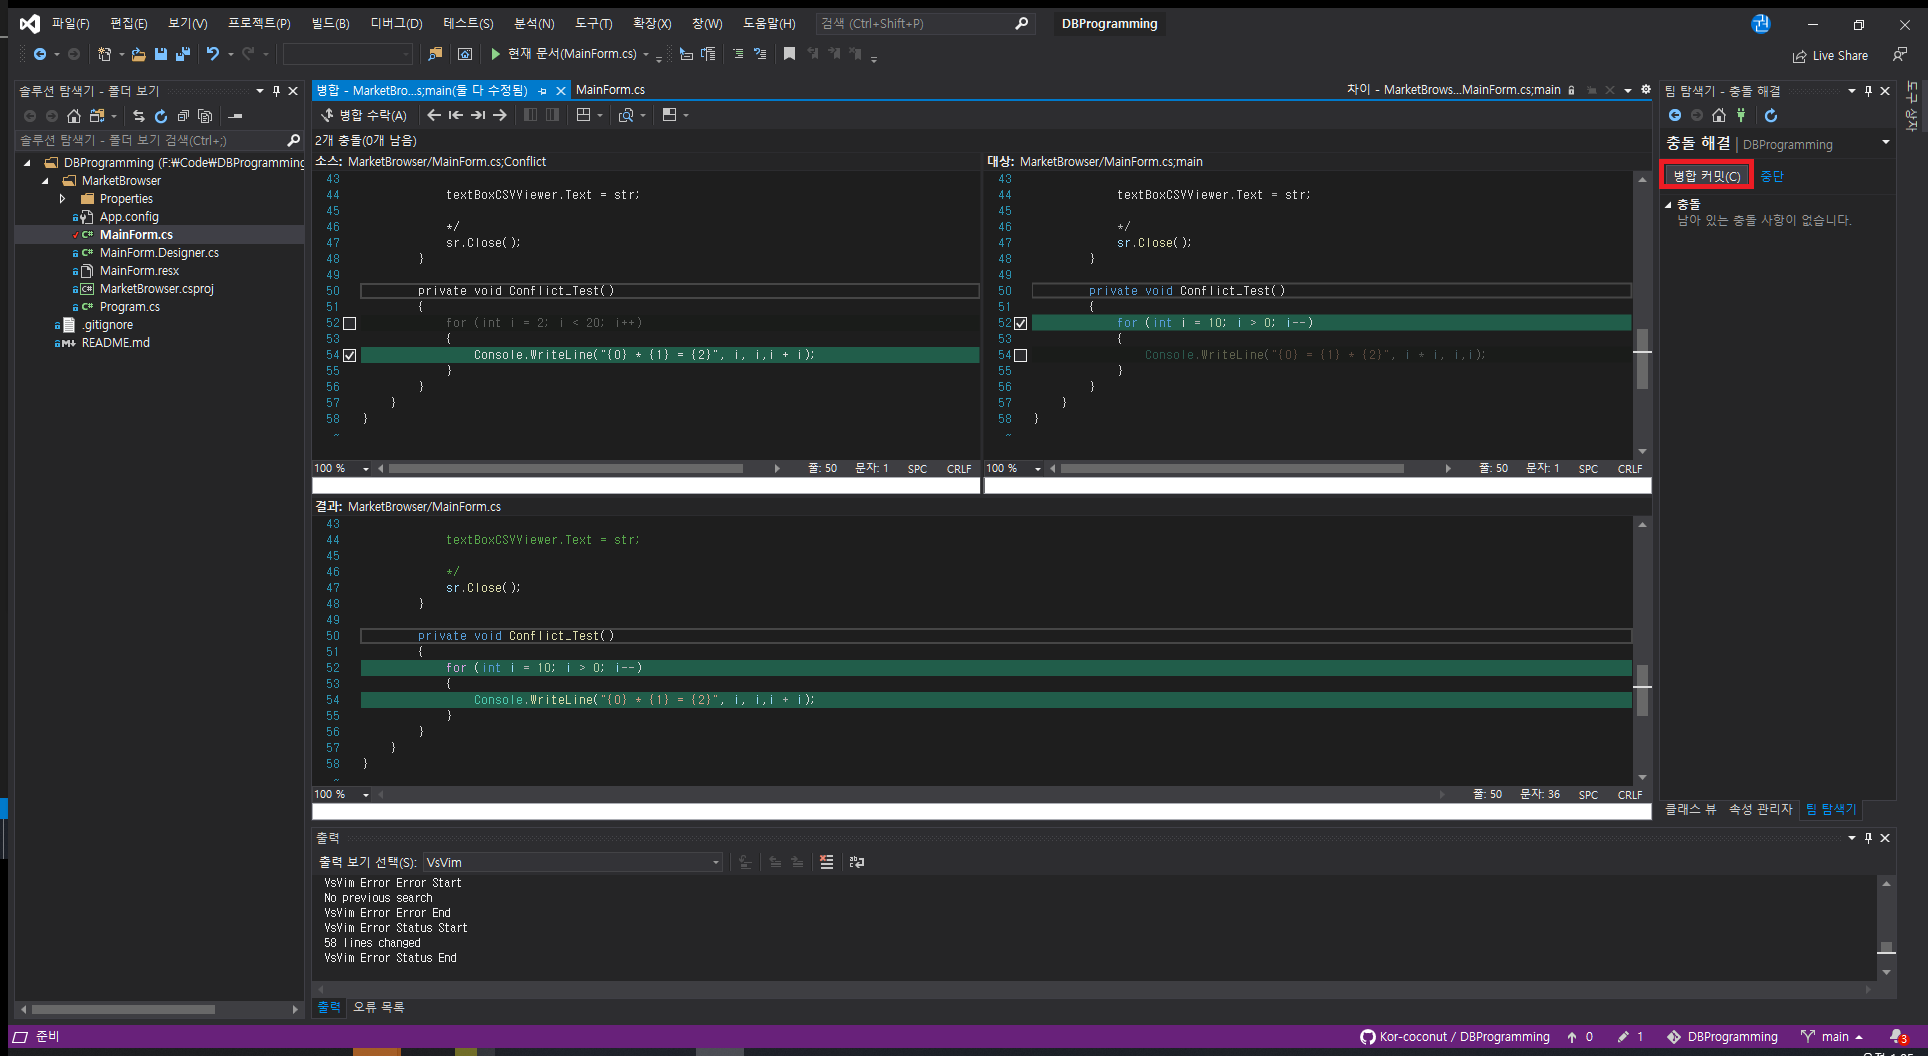 파일(F) 편집(E) 보기(V) 프로젝트(P) 빌드(B) 디버그(D) 테스트(S) 분석(N) 도구(T) 확장(X) 창(W) 도움말(H) 검색 (Ctrl+Shift+P) DBProgramming 권
현재 문서(MainForm.cs) Live Share
솔루션 탐색기 - 폴더 보기
솔루션 탐색기 - 폴더 보기 검색(Ctrl+;)
DBProgramming (F:₩Code₩DBProgramming
MarketBrowser
Properties
App.config
MainForm.cs
MainForm.Designer.cs
MainForm.resx
MarketBrowser.csproj
Program.cs
.gitignore
README.md
병합 - MarketBro...s;main(둘 다 수정됨) MainForm.cs 차이 - MarketBrows...MainForm.cs;main
병합 수락(A)
2개 충돌(0개 남음)
소스: MarketBrowser/MainForm.cs;Conflict
43
44 textBoxCSVViewer.Text = str;
45
46 */
47 sr.Close();
48 }
49
50 private void Conflict_Test()
51 {
52 for (int i = 2; i < 20; i++)
53 {
54 Console.WriteLine("{0} * {1} = {2}", i, i,i + i);
55 }
56 }
57 }
58 }
~
100 % 줄: 50 문자: 1 SPC CRLF
대상: MarketBrowser/MainForm.cs;main
43
44 textBoxCSVViewer.Text = str;
45
46 */
47 sr.Close();
48 }
49
50 private void Conflict_Test()
51 {
52 for (int i = 10; i > 0; i--)
53 {
54 Console.WriteLine("{0} = {1} * {2}", i * i, i,i);
55 }
56 }
57 }
58 }
~
100 % 줄: 50 문자: 1 SPC CRLF
결과: MarketBrowser/MainForm.cs
43
44 textBoxCSVViewer.Text = str;
45
46 */
47 sr.Close();
48 }
49
50 private void Conflict_Test()
51 {
52 for (int i = 10; i > 0; i--)
53 {
54 Console.WriteLine("{0} * {1} = {2}", i, i,i + i);
55 }
56 }
57 }
58 }
~
100 % 줄: 50 문자: 36 SPC CRLF
팀 탐색기 - 충돌 해결
충돌 해결 | DBProgramming
병합 커밋(C) 중단
충돌
남아 있는 충돌 사항이 없습니다.
클래스 뷰 속성 관리자 팀 탐색기
도구 상자
출력
출력 보기 선택(S): VsVim
VsVim Error Error Start
No previous search
VsVim Error Error End
VsVim Error Status Start
58 lines changed
VsVim Error Status End
출력 오류 목록
준비 Kor-coconut / DBProgramming 0 1 DBProgramming main 3